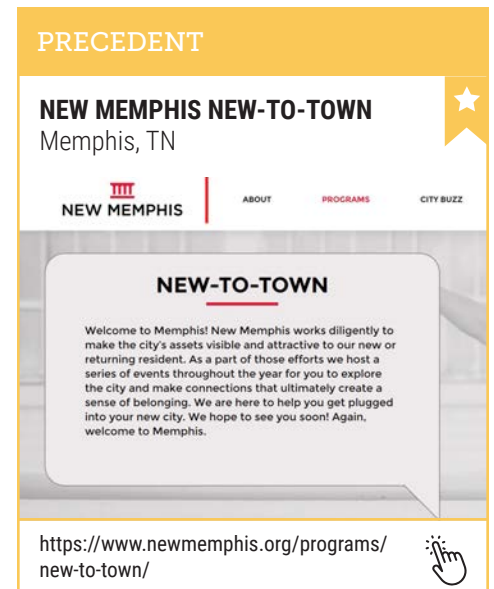 PRECEDENT
NEW MEMPHIS NEW-TO-TOWN
Memphis, TN
NEW MEMPHIS
ABOUT
PROGRAMS
CITY BUZZ
NEW-TO-TOWN
Welcome to Memphis! New Memphis works diligently to
make the city's assets visible and attractive to our new or
returning resident. As a part of those efforts we host a
series of events throughout the year for you to explore
the city and make connections that ultimately create a
sense of belonging. We are here to help you get plugged
into your new city. We hope to see you soon! Again,
welcome to Memphis.
https://www.newmemphis.org/programs/
new-to-town/